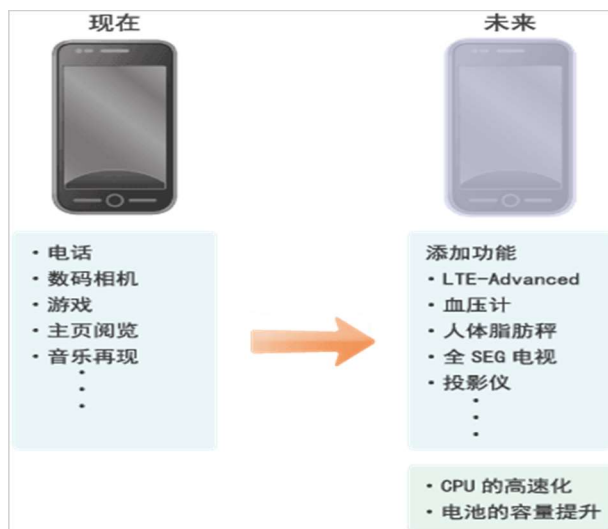 现在
・电话
・数码相机
・游戏
・主页阅览
・音乐再现
・
・
・
未来
添加功能
・LTE-Advanced
・血压计
・人体脂肪秤
・全 SEG 电视
・投影仪
・
・
・
・CPU 的高速化
・电池的容量提升